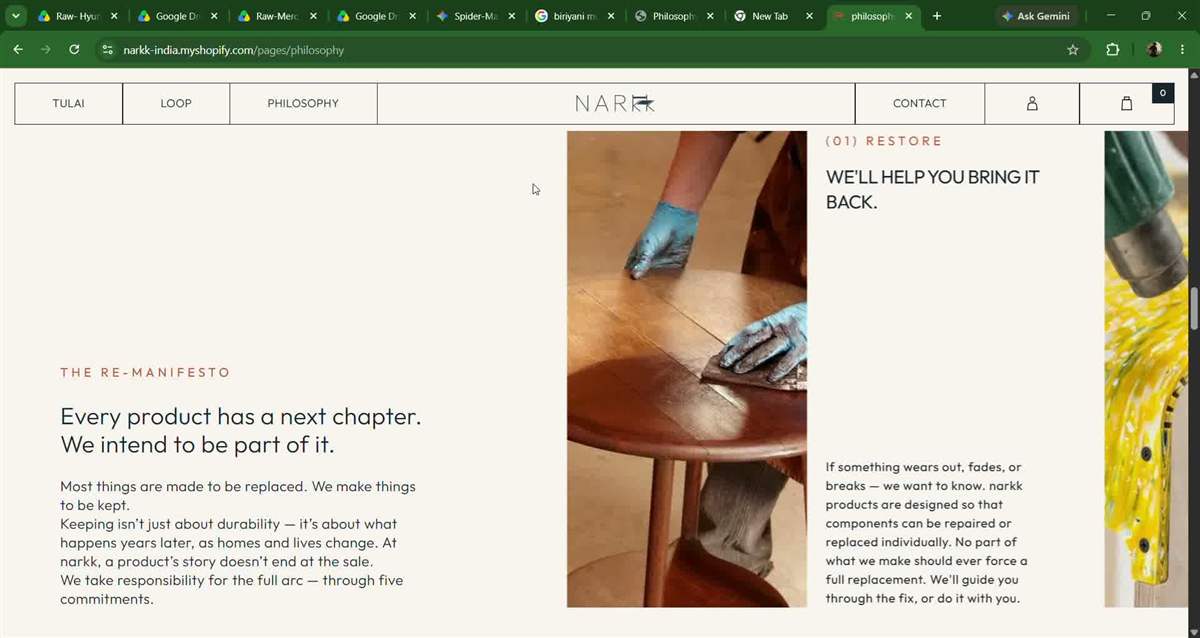 Raw- Hyun
Google Dr
Raw-Merc
Google Dr
Spider-Ma
biriyani m
Philosoph
New Tab
philosoph
Ask Gemini
narkk-india.myshopify.com/pages/philosophy
TULAI
LOOP
PHILOSOPHY
NARKK
CONTACT
0
THE RE-MANIFESTO
Every product has a next chapter.
We intend to be part of it.
Most things are made to be replaced. We make things
to be kept.
Keeping isn't just about durability — it's about what
happens years later, as homes and lives change. At
narkk, a product's story doesn't end at the sale.
We take responsibility for the full arc — through five
commitments.
(01) RESTORE
WE'LL HELP YOU BRING IT
BACK.
If something wears out, fades, or
breaks — we want to know. narkk
products are designed so that
components can be repaired or
replaced individually. No part of
what we make should ever force a
full replacement. We'll guide you
through the fix, or do it with you.